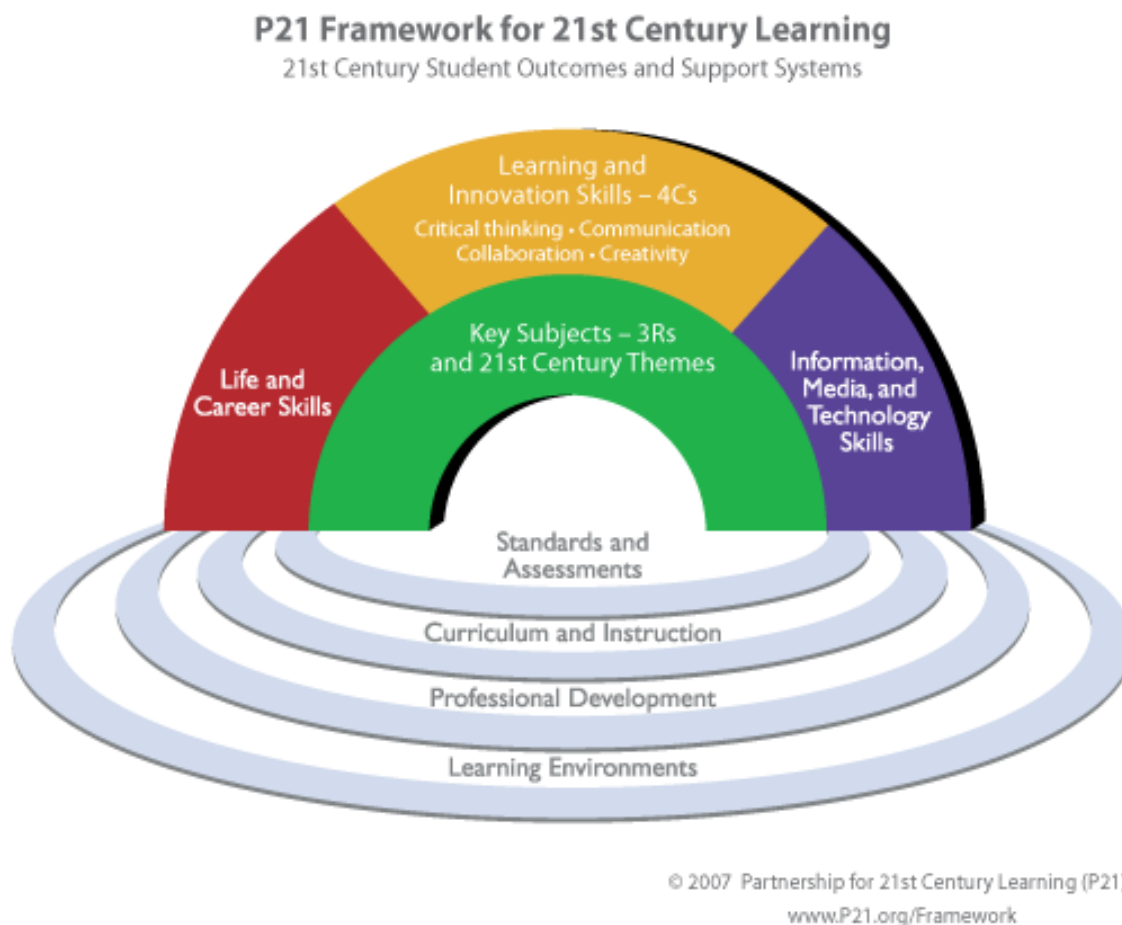 P21 Framework for 21st Century Learning
21st Century Student Outcomes and Support Systems
Learning and
Innovation Skills – 4Cs
Critical thinking • Communication
Collaboration • Creativity
Key Subjects – 3Rs
and 21st Century Themes
Life and
Career Skills
Information,
Media, and
Technology
Skills
Standards and
Assessments
Curriculum and Instruction
Professional Development
Learning Environments
© 2007 Partnership for 21st Century Learning (P21)
www.P21.org/Framework